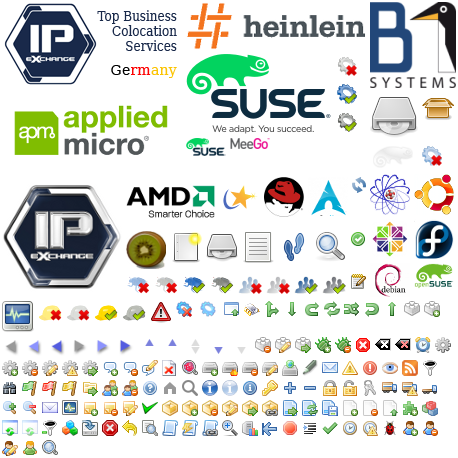 IP
EXCHANGE
Top Business
Colocation
Services
Germany
heinlein
B1
SYSTEMS
SUSE
We adapt. You succeed.
SUSE
MeeGo
apm
applied
micro
IP
EXCHANGE
AMD
Smarter Choice
debian
openSUSE